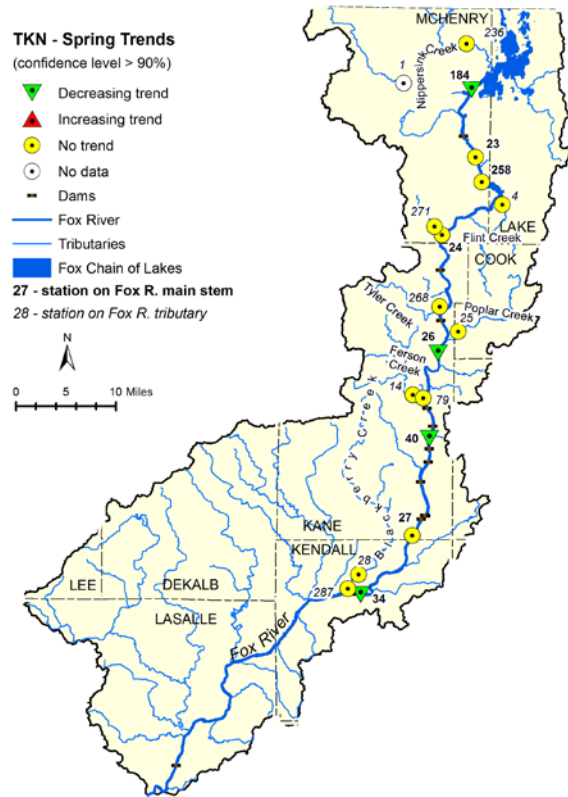 TKN - Spring Trends
(confidence level > 90%)
Decreasing trend
Increasing trend
No trend
No data
Dams
Fox River
Tributaries
Fox Chain of Lakes
27 - station on Fox R. main stem
28 - station on Fox R. tributary
N
0 5 10 Miles
MCHENRY
236
1
Nippersink Creek
184
23
258
4
271
LAKE
24
Flint Creek
COOK
268
Tyler Creek
Poplar Creek
25
26
Ferson
Creek
14
79
40
Blackberry Creek
27
KANE
KENDALL
28
LEE
DEKALB
287
34
LASALLE
Fox River